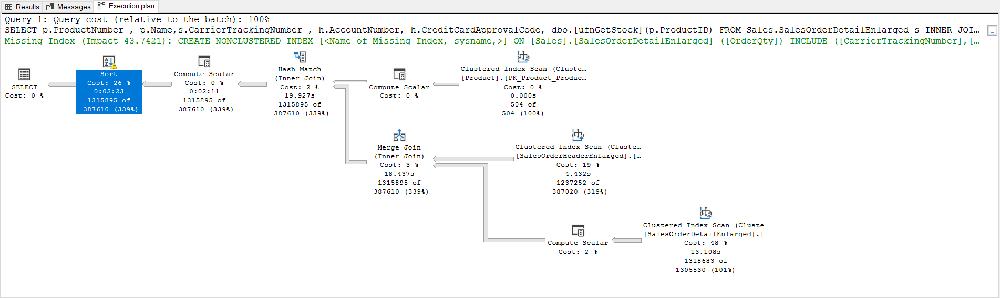 Results Messages Execution plan
Query 1: Query cost (relative to the batch): 100%
SELECT p.ProductNumber , p.Name,s.CarrierTrackingNumber , h.AccountNumber, h.CreditCardApprovalCode, dbo.[ufnGetStock](p.ProductID) FROM Sales.SalesOrderDetailEnlarged s INNER JOI…
Missing Index (Impact 43.7421): CREATE NONCLUSTERED INDEX [<Name of Missing Index, sysname,>] ON [Sales].[SalesOrderDetailEnlarged] ([OrderQty]) INCLUDE ([CarrierTrackingNumber],[…
SELECT
Cost: 0 %
Sort
Cost: 26 %
0:02:23
1315895 of
387610 (339%)
Compute Scalar
Cost: 0 %
0:02:11
1315895 of
387610 (339%)
Hash Match
(Inner Join)
Cost: 2 %
19.927s
1315895 of
387610 (339%)
Compute Scalar
Cost: 0 %
Clustered Index Scan (Cluste…
[Product].[PK_Product_Produc…
Cost: 0 %
0.000s
504 of
504 (100%)
Merge Join
(Inner Join)
Cost: 3 %
18.437s
1315895 of
387610 (339%)
Clustered Index Scan (Cluste…
[SalesOrderHeaderEnlarged].[…
Cost: 19 %
4.432s
1237252 of
387020 (319%)
Compute Scalar
Cost: 2 %
Clustered Index Scan (Cluste…
[SalesOrderDetailEnlarged].[…
Cost: 48 %
13.108s
1318683 of
1305530 (101%)